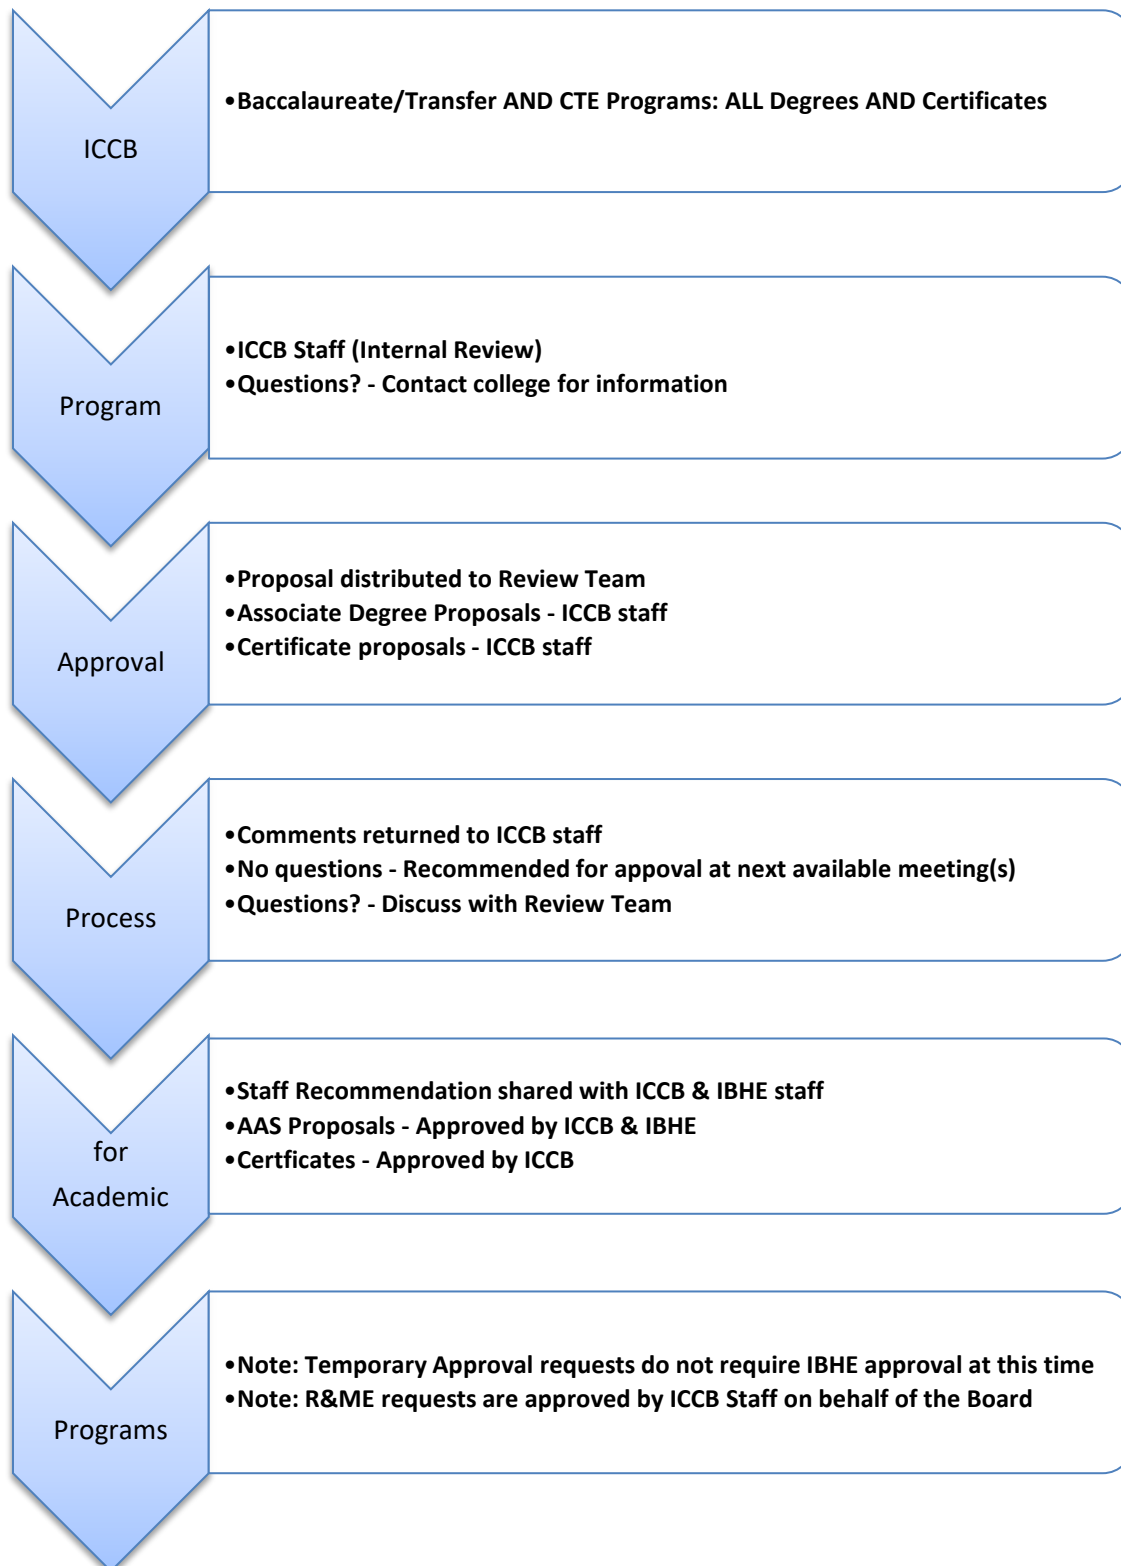 ICCB
•Baccalaureate/Transfer AND CTE Programs: ALL Degrees AND Certificates
Program
•ICCB Staff (Internal Review)
•Questions? - Contact college for information
Approval
•Proposal distributed to Review Team
•Associate Degree Proposals - ICCB staff
•Certificate proposals - ICCB staff
Process
•Comments returned to ICCB staff
•No questions - Recommended for appoval at next available meeting(s)
•Questions? - Discuss with Review Team
for
Academic
•Staff Recommendation shared with ICCB & IBHE staff
•AAS Proposals - Approved by ICCB & IBHE
•Certficates - Approved by ICCB
Programs
•Note: Temporary Approval requests do not require IBHE approval at this time
•Note: R&ME requests are approved by ICCB Staff on behalf of the Board